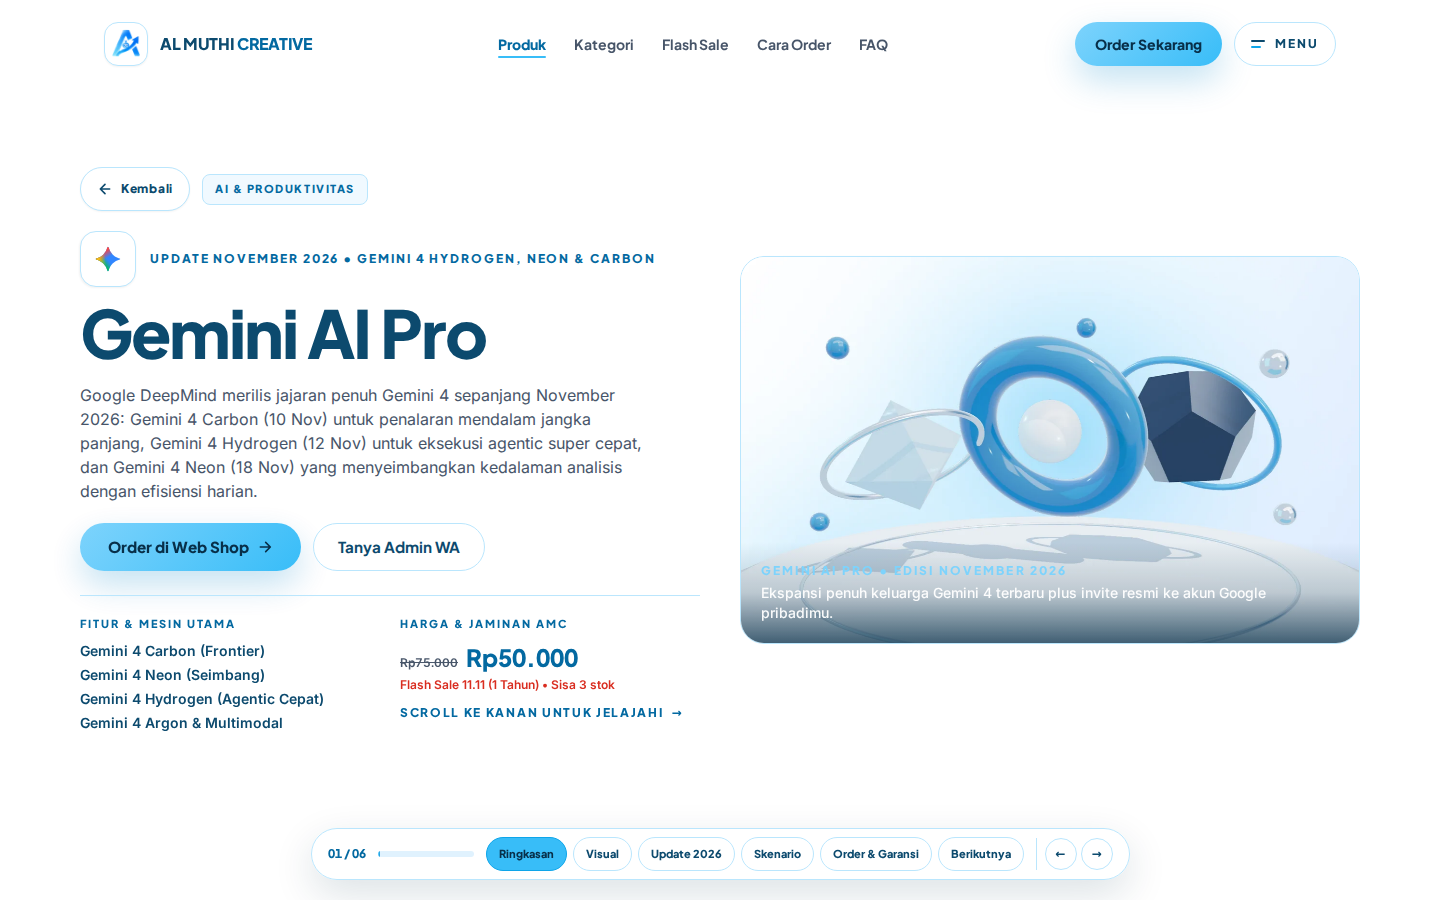 AL MUTHI CREATIVE
Produk
Kategori
Flash Sale
Cara Order
FAQ
Order Sekarang
MENU
← Kembali
AI & PRODUKTIVITAS
UPDATE NOVEMBER 2026 • GEMINI 4 HYDROGEN, NEON & CARBON
Gemini AI Pro
Google DeepMind merilis jajaran penuh Gemini 4 sepanjang November
2026: Gemini 4 Carbon (10 Nov) untuk penalaran mendalam jangka
panjang, Gemini 4 Hydrogen (12 Nov) untuk eksekusi agentic super cepat,
dan Gemini 4 Neon (18 Nov) yang menyeimbangkan kedalaman analisis
dengan efisiensi harian.
Order di Web Shop →
Tanya Admin WA
FITUR & MESIN UTAMA
Gemini 4 Carbon (Frontier)
Gemini 4 Neon (Seimbang)
Gemini 4 Hydrogen (Agentic Cepat)
Gemini 4 Argon & Multimodal
HARGA & JAMINAN AMC
Rp75.000 Rp50.000
Flash Sale 11.11 (1 Tahun) • Sisa 3 stok
SCROLL KE KANAN UNTUK JELAJAHI →
GEMINI AI PRO • EDISI NOVEMBER 2026
Ekspansi penuh keluarga Gemini 4 terbaru plus invite resmi ke akun Google
pribadimu.
01 / 06
Ringkasan
Visual
Update 2026
Skenario
Order & Garansi
Berikutnya
← →